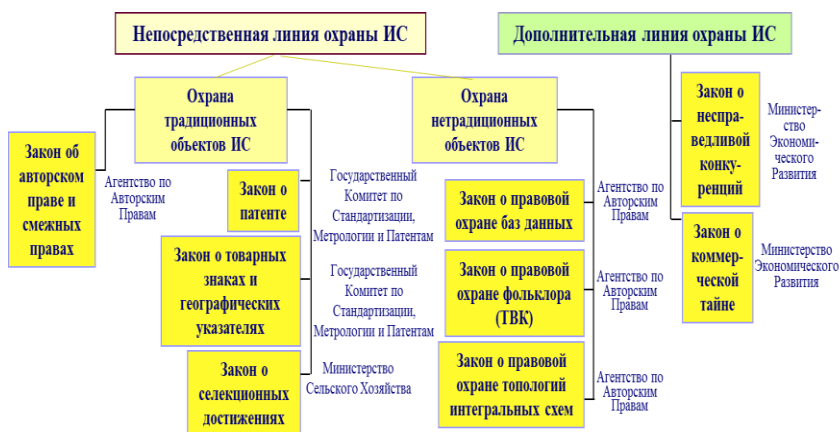 Непосредственная линия охраны ИС
Дополнительная линия охраны ИС
Охрана
традиционных
объектов ИС
Охрана
нетрадиционных
объектов ИС
Закон об
авторском
праве и
смежных
правах
Агентство по
Авторским
Правам
Закон о
патенте
Государственный
Комитет по
Стандартизации,
Метрологии и Патентам
Закон о товарных
знаках и
географических
указателях
Государственный
Комитет по
Стандартизации,
Метрологии и Патентам
Закон о
селекционных
достижениях
Министерство
Сельского Хозяйства
Закон о правовой
охране баз данных
Агентство по
Авторским
Правам
Закон о правовой
охране фольклора
(ТВК)
Агентство по
Авторским
Правам
Закон о правовой
охране топологий
интегральных схем
Агентство по
Авторским
Правам
Закон о
неспра-
ведливой
конку-
ренций
Министер-
ство
Экономи-
ческого
Развития
Закон о
коммер-
ческой
тайне
Министерство
Экономического
Развития